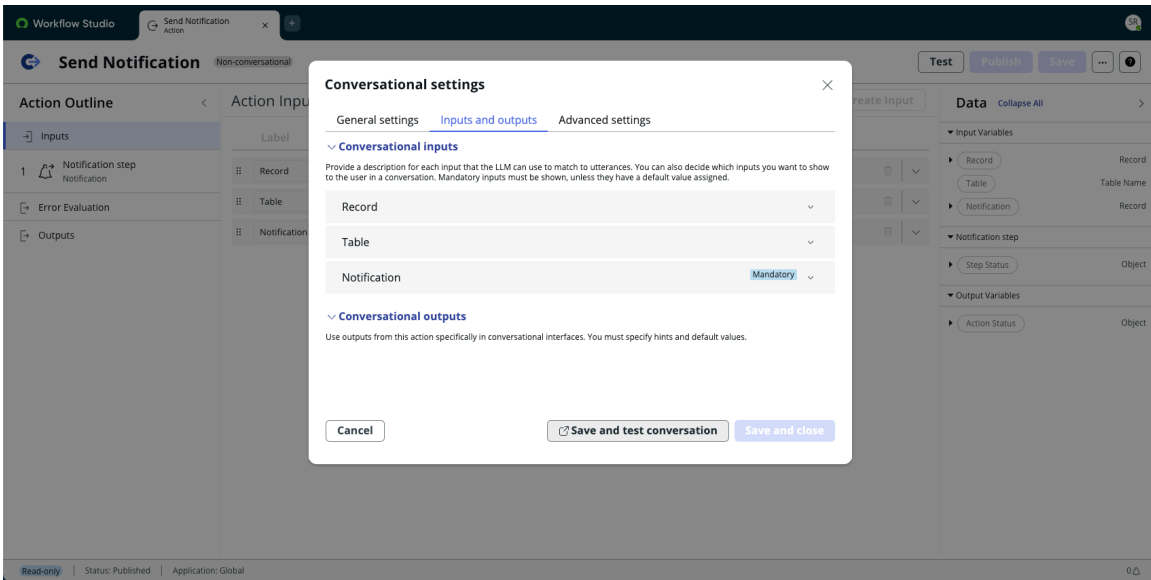 Workflow Studio
Send Notification
Action
SR
Send Notification
Non-conversational
Test
Publish
Save
Action Outline
Inputs
1
Notification step
Notification
Error Evaluation
Outputs
Action Inpu
reate Input
Label
Record
Table
Notification
Conversational settings
General settings
Inputs and outputs
Advanced settings
Conversational inputs
Provide a description for each input that the LLM can use to match to utterances. You can also decide which inputs you want to show
to the user in a conversation. Mandatory inputs must be shown, unless they have a default value assigned.
Record
Table
Notification
Mandatory
Conversational outputs
Use outputs from this action specifically in conversational interfaces. You must specify hints and default values.
Cancel
Save and test conversation
Save and close
Data
Collapse All
Input Variables
Record Record
Table Table Name
Notification Record
Notification step
Step Status Object
Output Variables
Action Status Object
Read-only
Status: Published
Application: Global
0